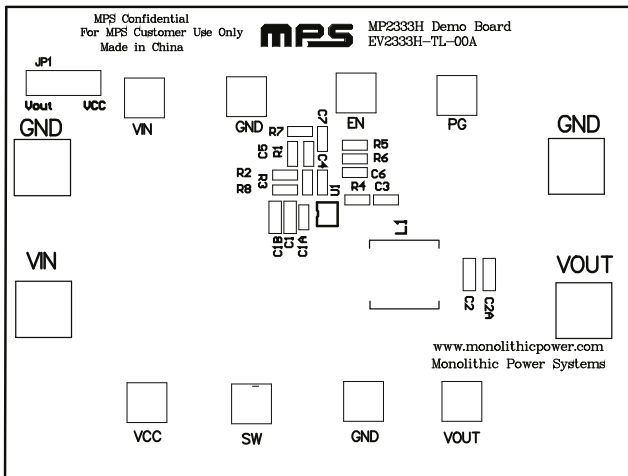 MPS Confidential
For MPS Customer Use Only
Made in China
mps
MP2333H Demo Board
EV2333H-TL-00A
JP1
Vout VCC
VIN
GND
EN
PG
GND
GND
R7
C7
C5
R1
C4
R5
R6
C6
R2
R3
R8
U1
R4 C3
C1B
C1
C1A
L1
VIN
VOUT
C2
C2A
www.monolithicpower.com
Monolithic Power Systems
VCC
SW
GND
VOUT